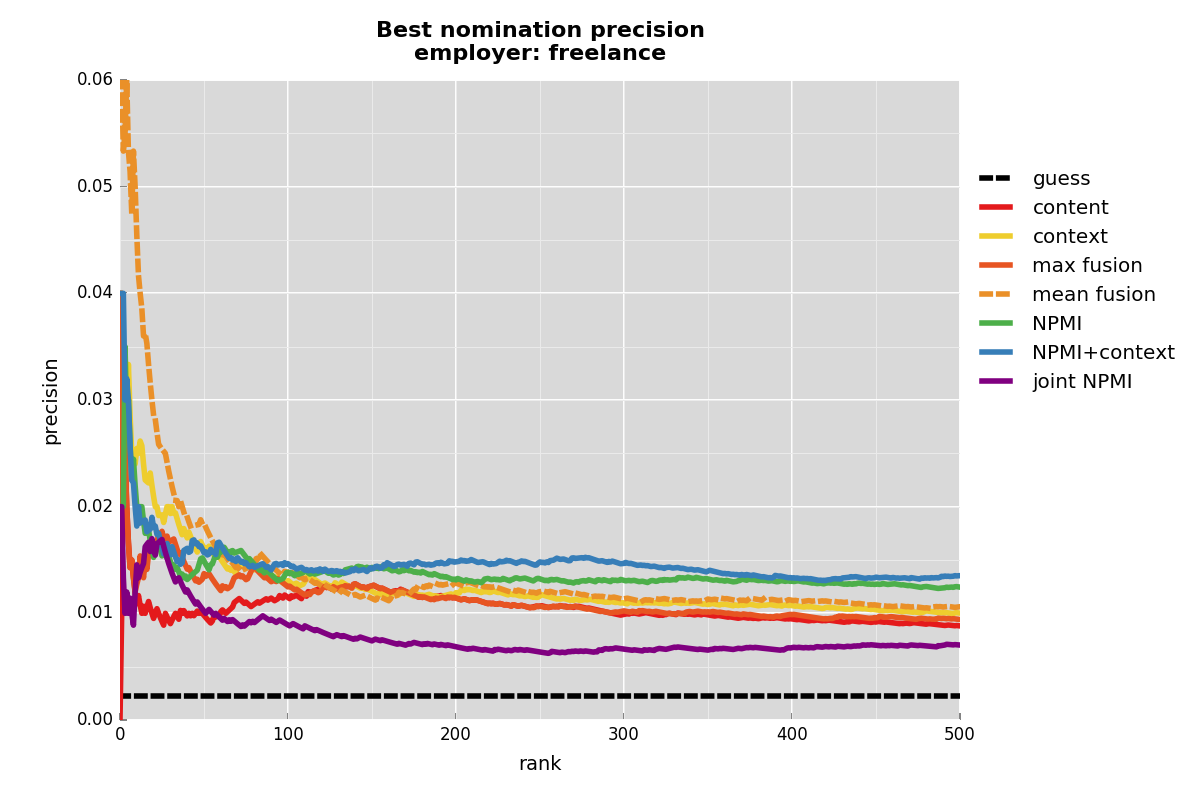 Best nomination precision
employer: freelance
precision
0.06
0.05
0.04
0.03
0.02
0.01
0.00
0
100
200
300
400
500
rank
guess
content
context
max fusion
mean fusion
NPMI
NPMI+context
joint NPMI